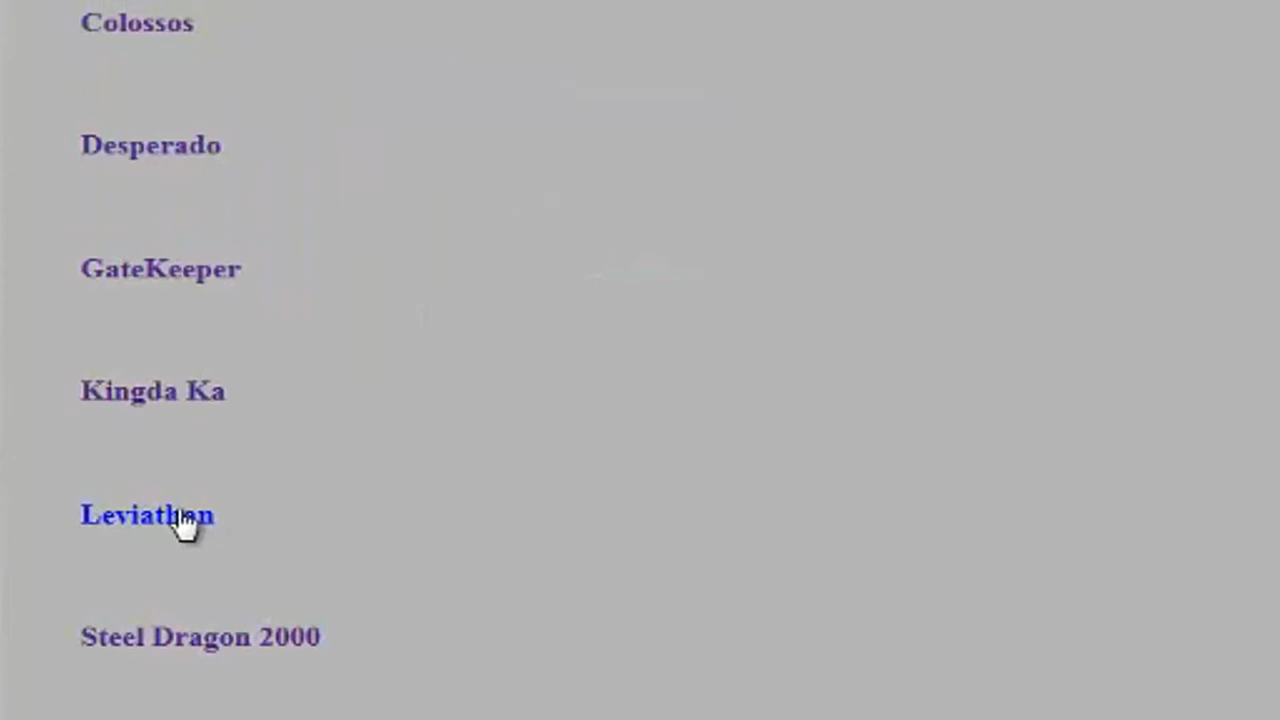 Colossos
Desperado
GateKeeper
Kingda Ka
Leviathan
Steel Dragon 2000